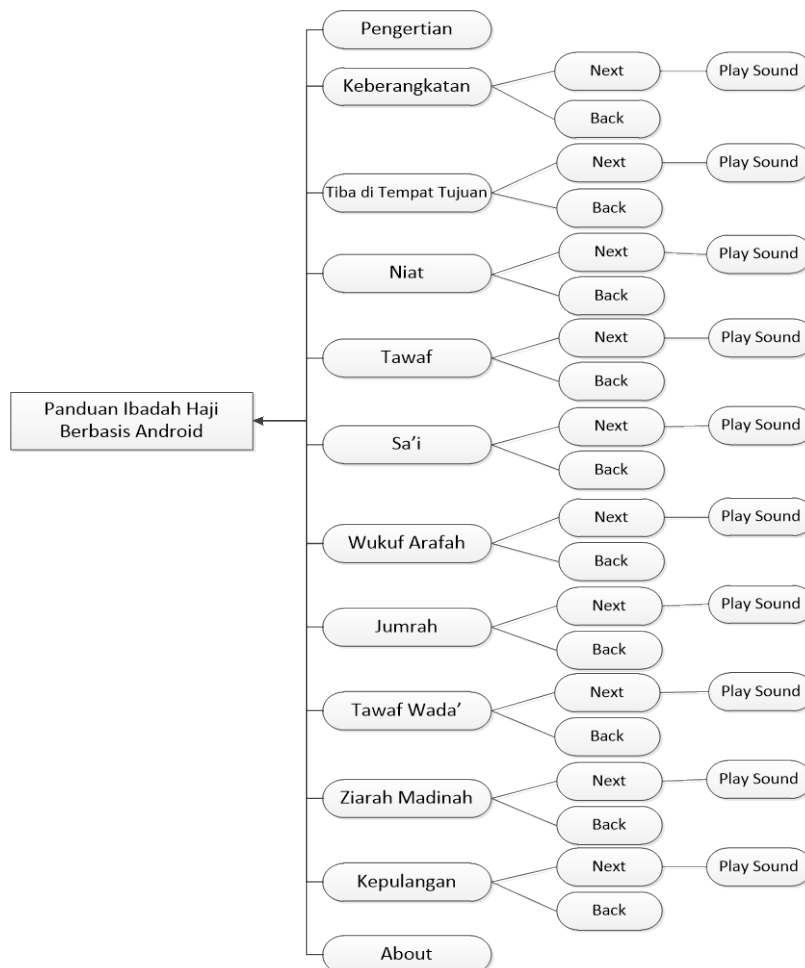 Pengertian
Keberangkatan
Next
Play Sound
Back
Tiba di Tempat Tujuan
Next
Play Sound
Back
Niat
Next
Play Sound
Back
Tawaf
Next
Play Sound
Back
Panduan Ibadah Haji
Berbasis Android
Sa’i
Next
Play Sound
Back
Wukuf Arafah
Next
Play Sound
Back
Jumrah
Next
Play Sound
Back
Tawaf Wada’
Next
Play Sound
Back
Ziarah Madinah
Next
Play Sound
Back
Kepulangan
Next
Play Sound
Back
About